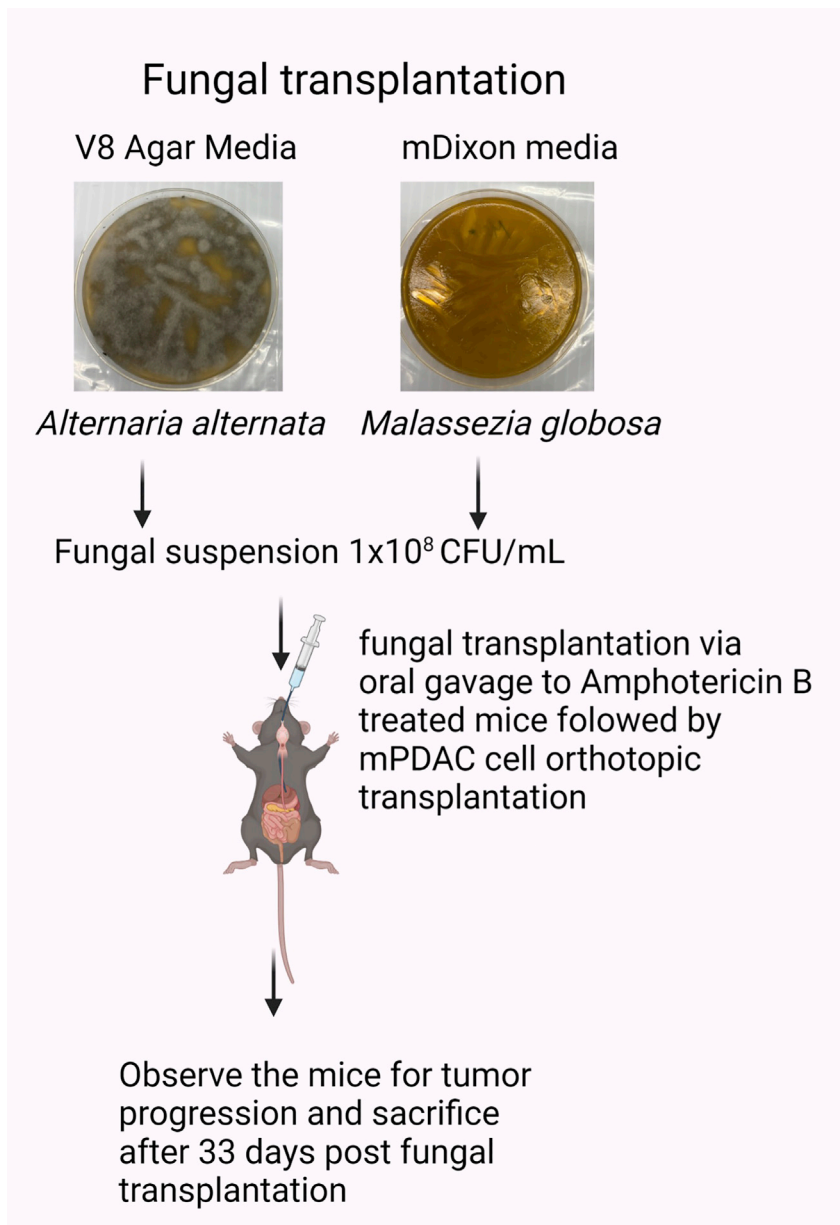 Fungal transplantation
V8 Agar Media
mDixon media
Alternaria alternata
Malassezia globosa
Fungal suspension 1x10⁸ CFU/mL
fungal transplantation via
oral gavage to Amphotericin B
treated mice folowed by
mPDAC cell orthotopic
transplantation
Observe the mice for tumor
progression and sacrifice
after 33 days post fungal
transplantation